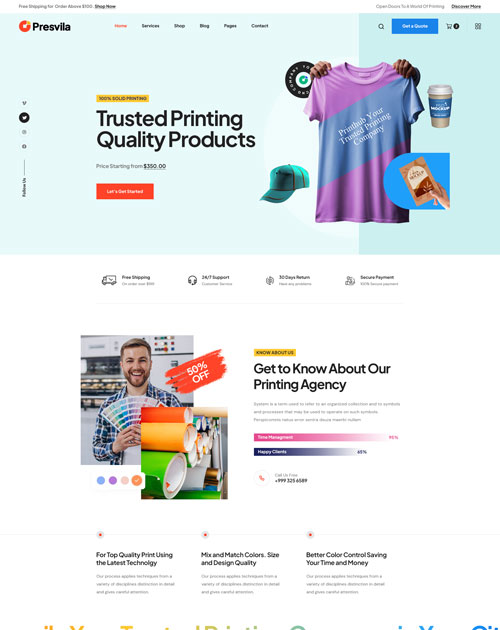 Free Shipping for Order Above $100. Shop Now
Open Doors To A World Of Printing
Discover More
Presvila
Home
Services
Shop
Blog
Pages
Contact
Get a Quote
100% SOLID PRINTING
Trusted Printing
Quality Products
Price Starting from $350.00
Let's Get Started
Follow Us
Printhub Your
Trusted Printing
Company
MOCKUP
Free Shipping
On order over $100
24/7 Support
Customer Service
30 Days Return
Have any problems
Secure Payment
100% Secure payment
50%
OFF
KNOW ABOUT US
Get to Know About Our
Printing Agency
System is a term used to refer to an organized collection and to symbols
and processes that may be used to operate on such symbols.
Perspiciatis natus error sentra douce maerto nullam
Time Managment
95%
Happy Clients
65%
Call Us Free
+999 325 6589
For Top Quality Print Using
the Latest Technolgy
Our process applies techniques from a
variety of disciplines distinction in detail
and gives careful attention.
Mix and Match Colors. Size
and Design Quality
Our process applies techniques from a
variety of disciplines distinction in detail
and gives careful attention.
Better Color Control Saving
Your Time and Money
Our process applies techniques from a
variety of disciplines distinction in detail
and gives careful attention.